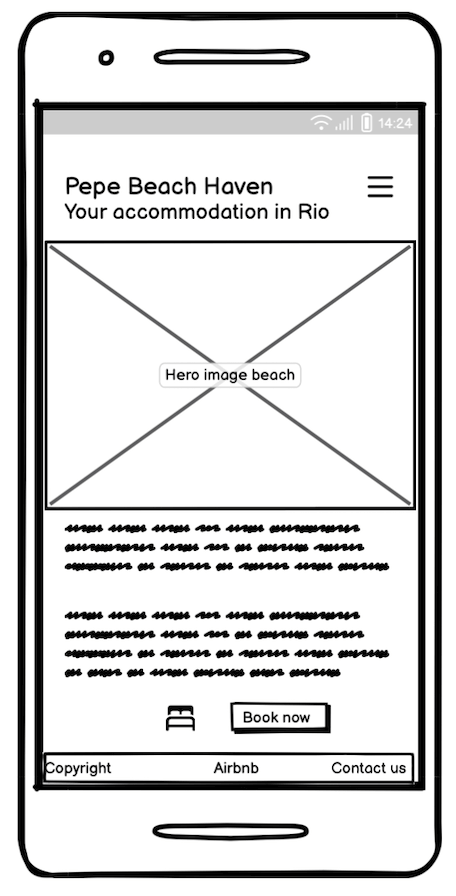 14:24
Pepe Beach Haven
Your accommodation in Rio
Hero image beach
Book now
Copyright Airbnb Contact us